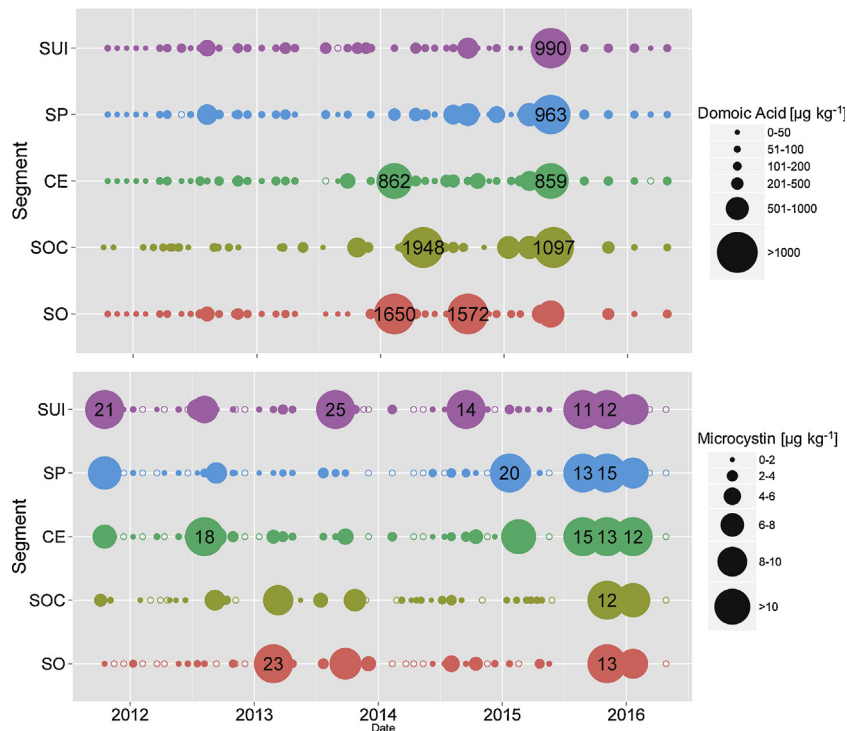 SUI
990
SP
963
CE
862
859
SOC
1948
1097
SO
1650
1572
Segment
Domoic Acid [µg kg⁻¹]
0-50
51-100
101-200
201-500
501-1000
>1000
SUI
21
25
14
11
12
SP
20
13
15
CE
18
15
13
12
SOC
12
SO
23
13
Segment
2012
2013
2014
2015
2016
Date
Microcystin [µg kg⁻¹]
0-2
2-4
4-6
6-8
8-10
>10